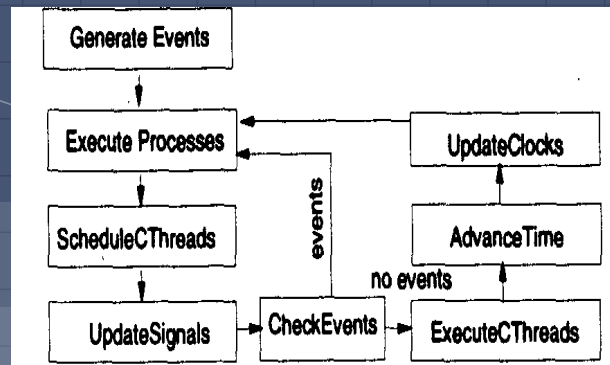 Generate Events
Execute Processes
UpdateClocks
events
ScheduleCThreads
AdvanceTime
no events
UpdateSignals
CheckEvents
ExecuteCThreads